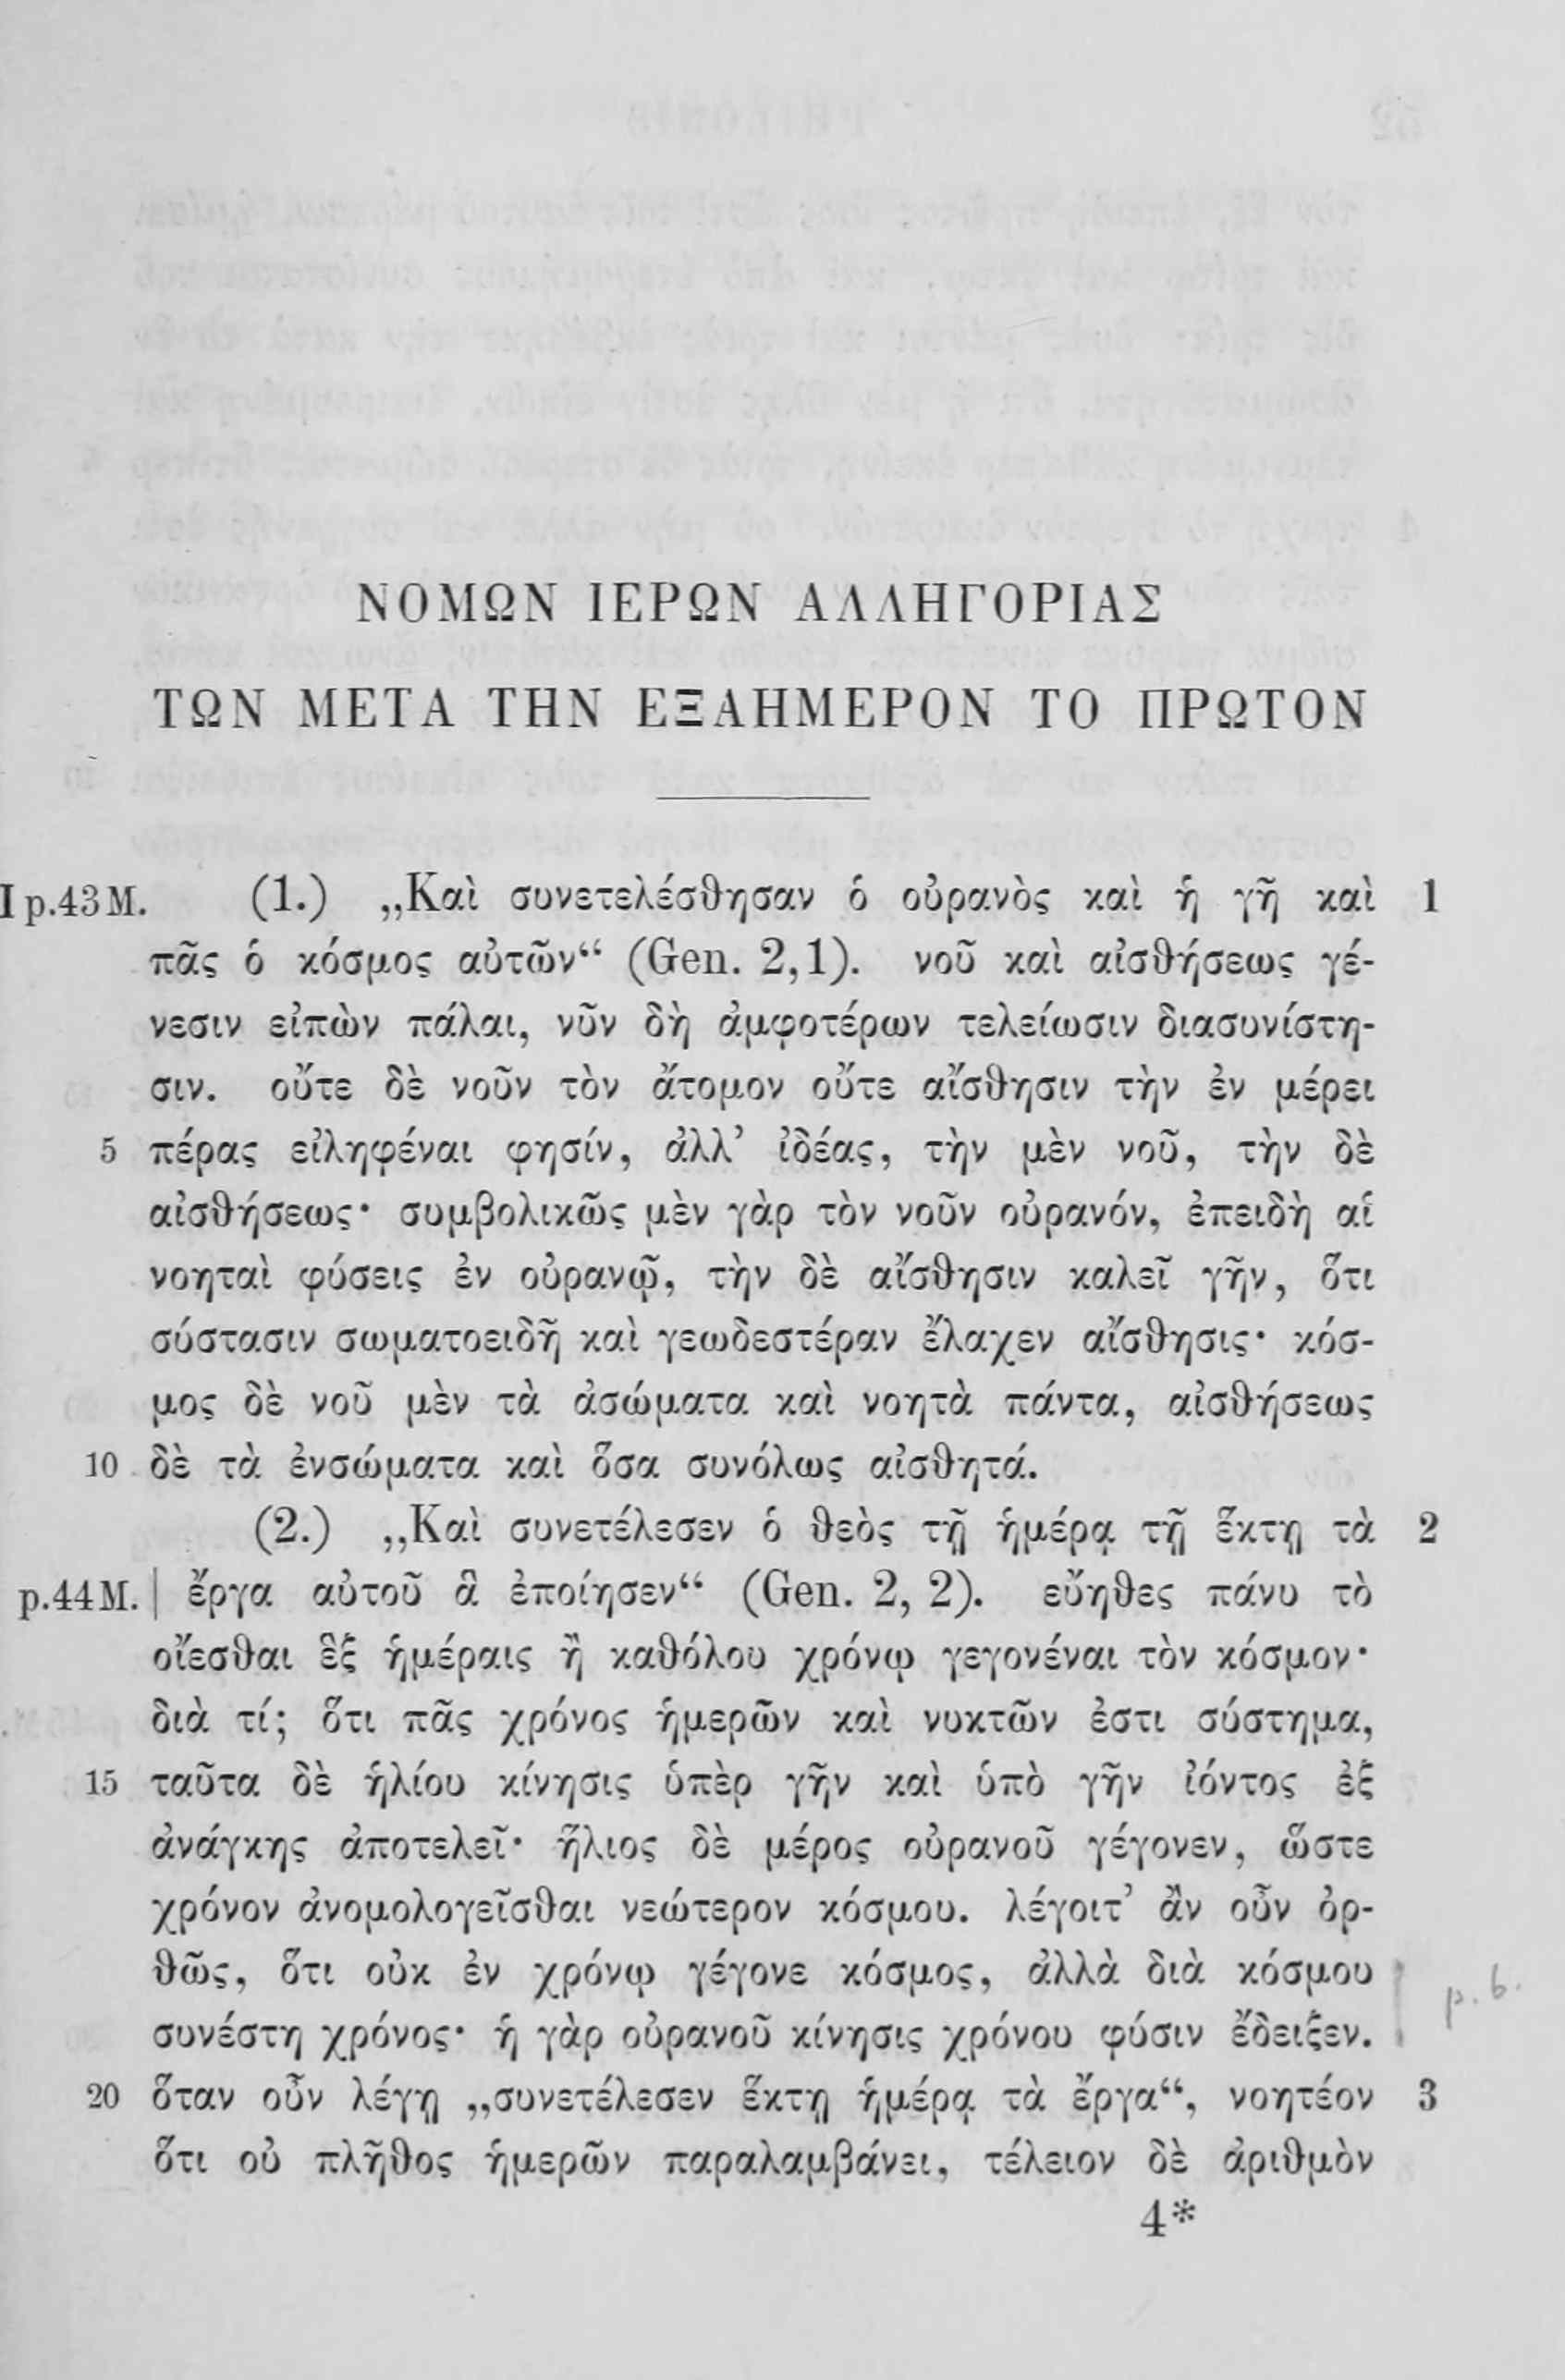 ΝΟΜΩΝ ΙΕΡΩΝ ΑΛΛΗΓΟΡΙΑΣ
ΤΩΝ ΜΕΤΑ ΤΗΝ ΕΞΑΗΜΕΡΟΝ ΤΟ ΠΡΩΤΟΝ
I p.43 M. (1.) „Καὶ συνετελέσθησαν ὁ οὐρανὸς καὶ ἡ γῆ καὶ 1
πᾶς ὁ κόσμος αὐτῶν“ (Gen. 2,1). νοῦ καὶ αἰσθήσεως γέ-
νεσιν εἰπὼν πάλαι, νῦν δὴ ἀμφοτέρων τελείωσιν διασυνίστη-
σιν. οὔτε δὲ νοῦν τὸν ἄτομον οὔτε αἴσθησιν τὴν ἐν μέρει
5 πέρας εἰληφέναι φησίν, ἀλλ’ ἰδέας, τὴν μὲν νοῦ, τὴν δὲ
αἰσθήσεως· συμβολικῶς μὲν γὰρ τὸν νοῦν οὐρανόν, ἐπειδὴ αἱ
νοηταὶ φύσεις ἐν οὐρανῷ, τὴν δὲ αἴσθησιν καλεῖ γῆν, ὅτι
σύστασιν σωματοειδῆ καὶ γεωδεστέραν ἔλαχεν αἴσθησις· κόσ-
μος δὲ νοῦ μὲν τὰ ἀσώματα καὶ νοητὰ πάντα, αἰσθήσεως
10 δὲ τὰ ἐνσώματα καὶ ὅσα συνόλως αἰσθητά.
(2.) „Καὶ συνετέλεσεν ὁ θεὸς τῇ ἡμέρᾳ τῇ ἕκτῃ τὰ 2
p.44 M. | ἔργα αὐτοῦ ἃ ἐποίησεν“ (Gen. 2, 2). εὔηθες πάνυ τὸ
οἴεσθαι ἓξ ἡμέραις ἢ καθόλου χρόνῳ γεγονέναι τὸν κόσμον·
διὰ τί; ὅτι πᾶς χρόνος ἡμερῶν καὶ νυκτῶν ἐστι σύστημα,
15 ταῦτα δὲ ἡλίου κίνησις ὑπὲρ γῆν καὶ ὑπὸ γῆν ἰόντος ἐξ
ἀνάγκης ἀποτελεῖ· ἥλιος δὲ μέρος οὐρανοῦ γέγονεν, ὥστε
χρόνον ἀνομολογεῖσθαι νεώτερον κόσμου. λέγοιτ’ ἂν οὖν ὀρ-
θῶς, ὅτι οὐκ ἐν χρόνῳ γέγονε κόσμος, ἀλλὰ διὰ κόσμου
p. 6.
συνέστη χρόνος· ἡ γὰρ οὐρανοῦ κίνησις χρόνου φύσιν ἔδειξεν.
20 ὅταν οὖν λέγῃ „συνετέλεσεν ἕκτῃ ἡμέρᾳ τὰ ἔργα“, νοητέον 3
ὅτι οὐ πλῆθος ἡμερῶν παραλαμβάνει, τέλειον δὲ ἀριθμὸν
4*